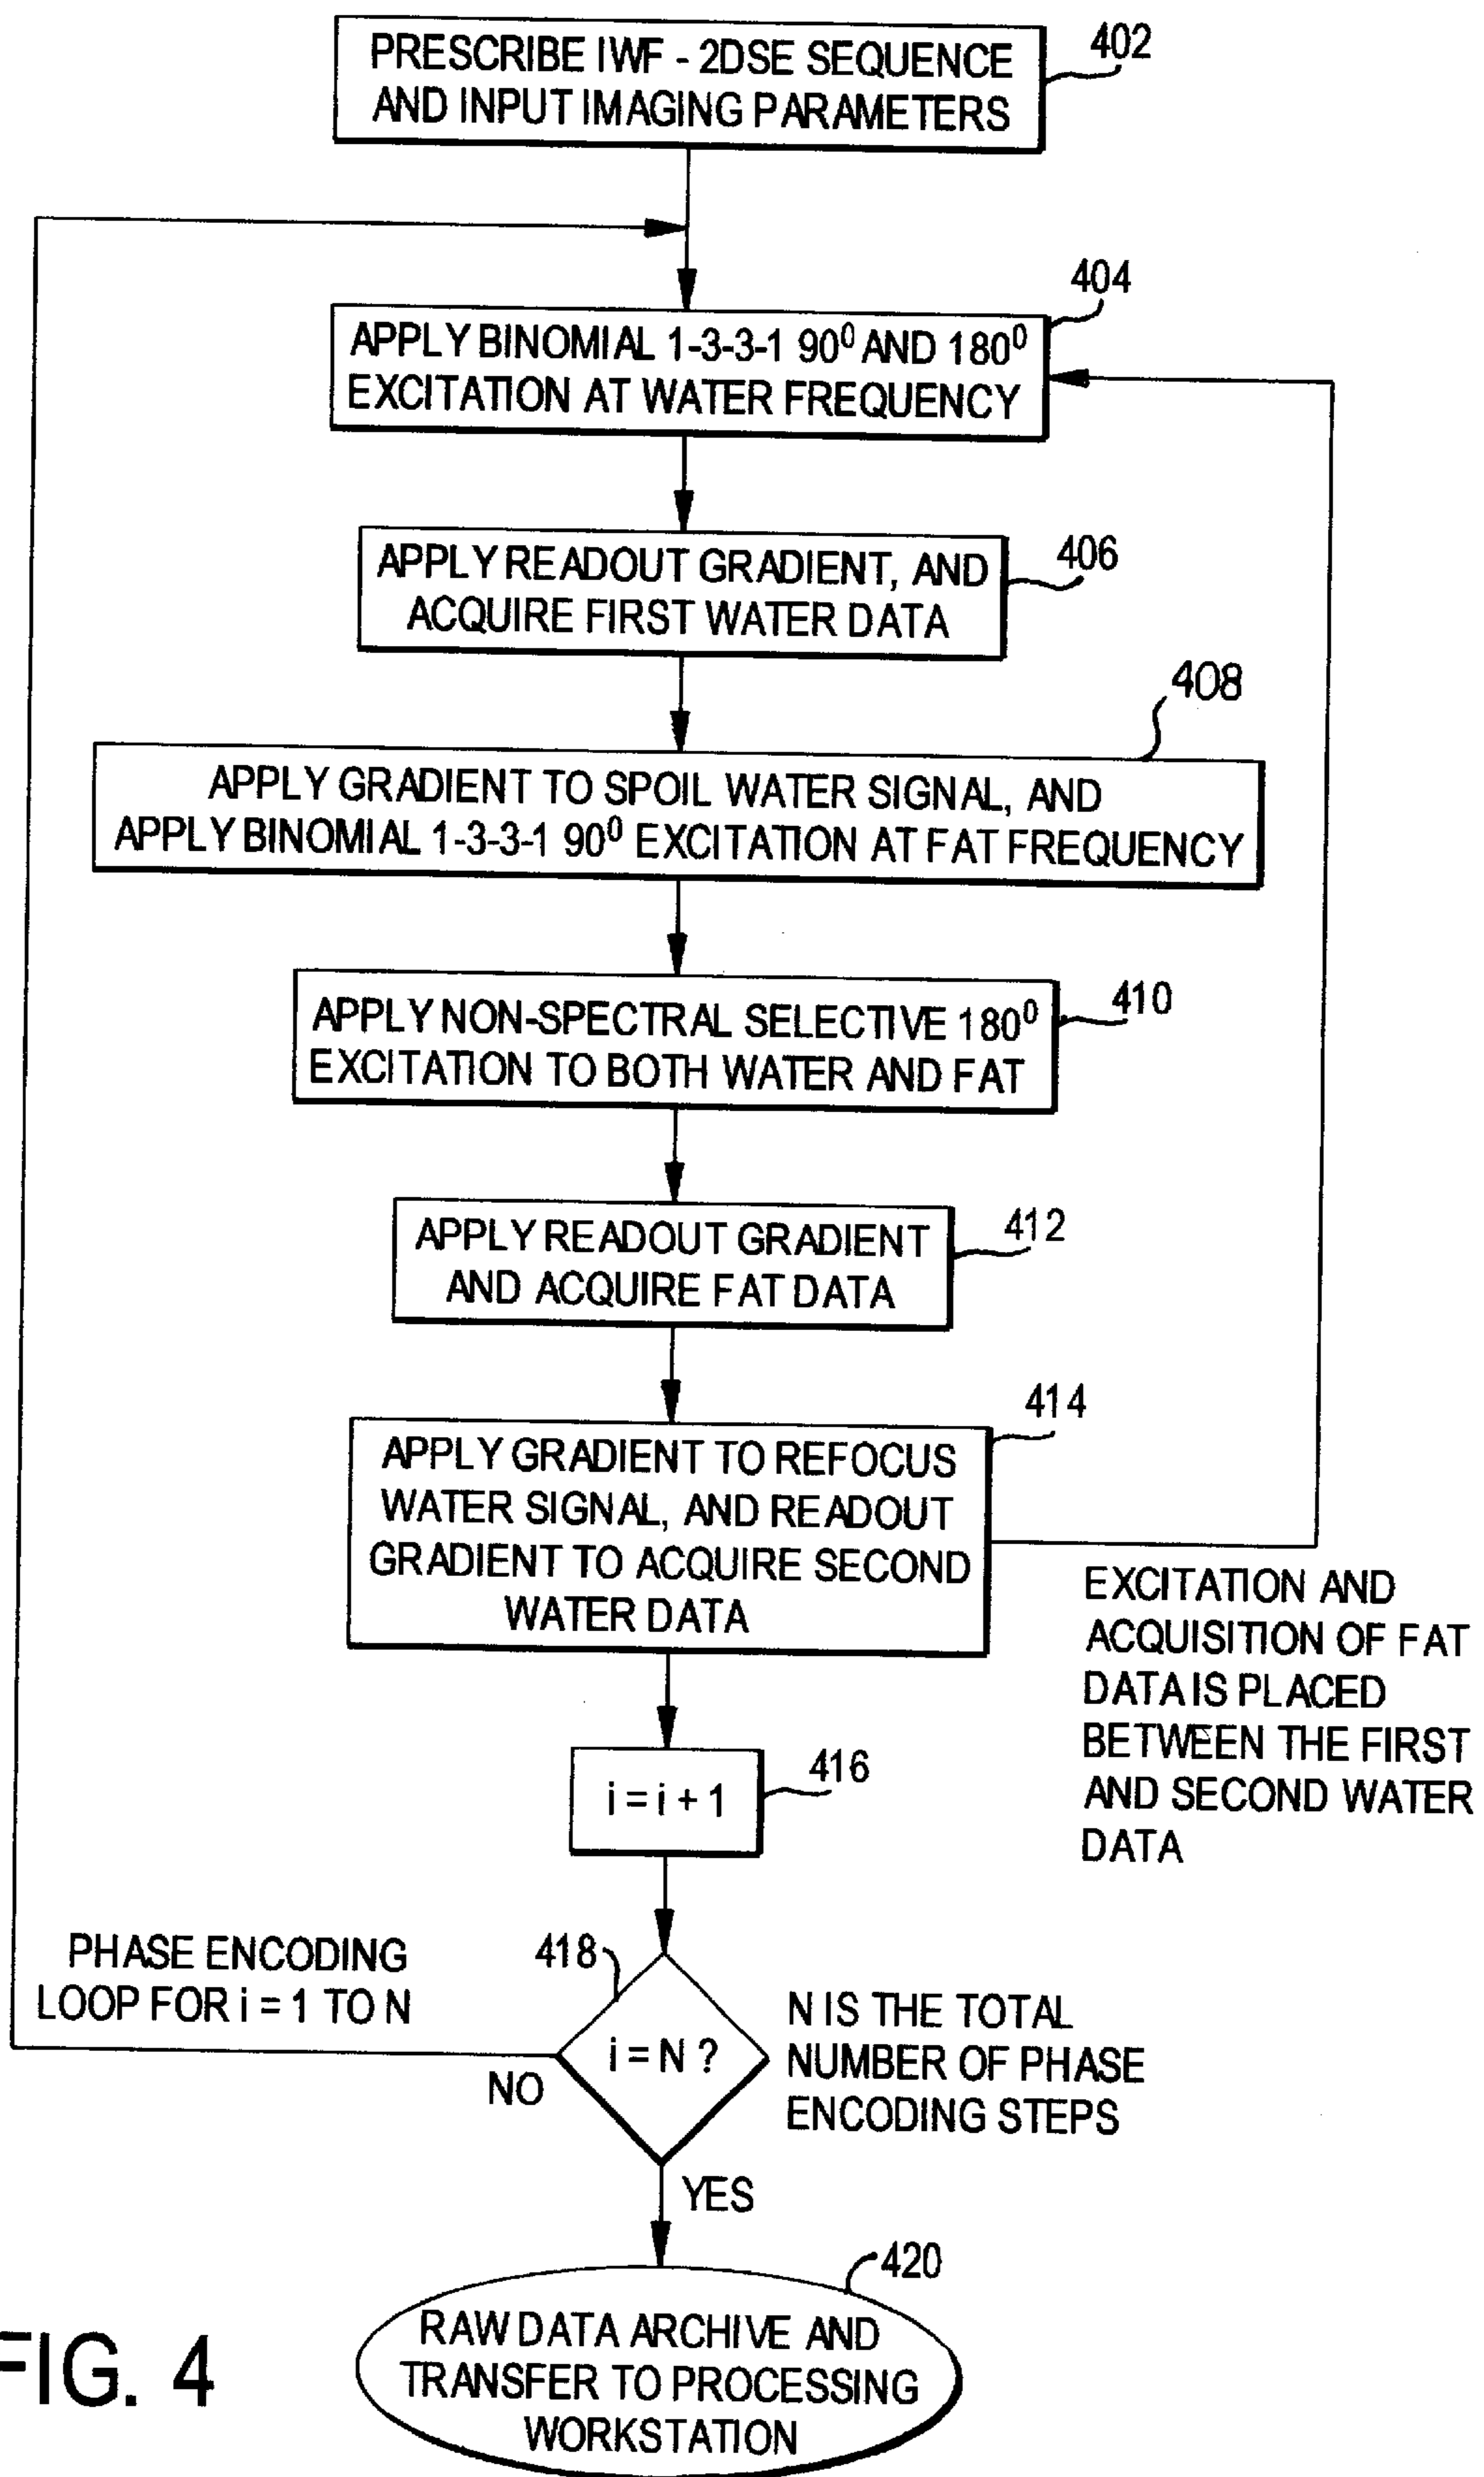 PRESCRIBE IWF - 2DSE SEQUENCE
AND INPUT IMAGING PARAMETERS
402
404
APPLY BINOMIAL 1-3-3-1 90⁰ AND 180⁰
EXCITATION AT WATER FREQUENCY
APPLY READOUT GRADIENT, AND
ACQUIRE FIRST WATER DATA
406
408
APPLY GRADIENT TO SPOIL WATER SIGNAL, AND
APPLY BINOMIAL 1-3-3-1 90⁰ EXCITATION AT FAT FREQUENCY
APPLY NON-SPECTRAL SELECTIVE 180⁰
EXCITATION TO BOTH WATER AND FAT
410
APPLY READOUT GRADIENT
AND ACQUIRE FAT DATA
412
414
APPLY GRADIENT TO REFOCUS
WATER SIGNAL, AND READOUT
GRADIENT TO ACQUIRE SECOND
WATER DATA
EXCITATION AND
ACQUISITION OF FAT
DATA IS PLACED
BETWEEN THE FIRST
AND SECOND WATER
DATA
i = i + 1
416
PHASE ENCODING
LOOP FOR i = 1 TO N
418
i = N ?
NO
N IS THE TOTAL
NUMBER OF PHASE
ENCODING STEPS
YES
420
RAW DATA ARCHIVE AND
TRANSFER TO PROCESSING
WORKSTATION
FIG. 4